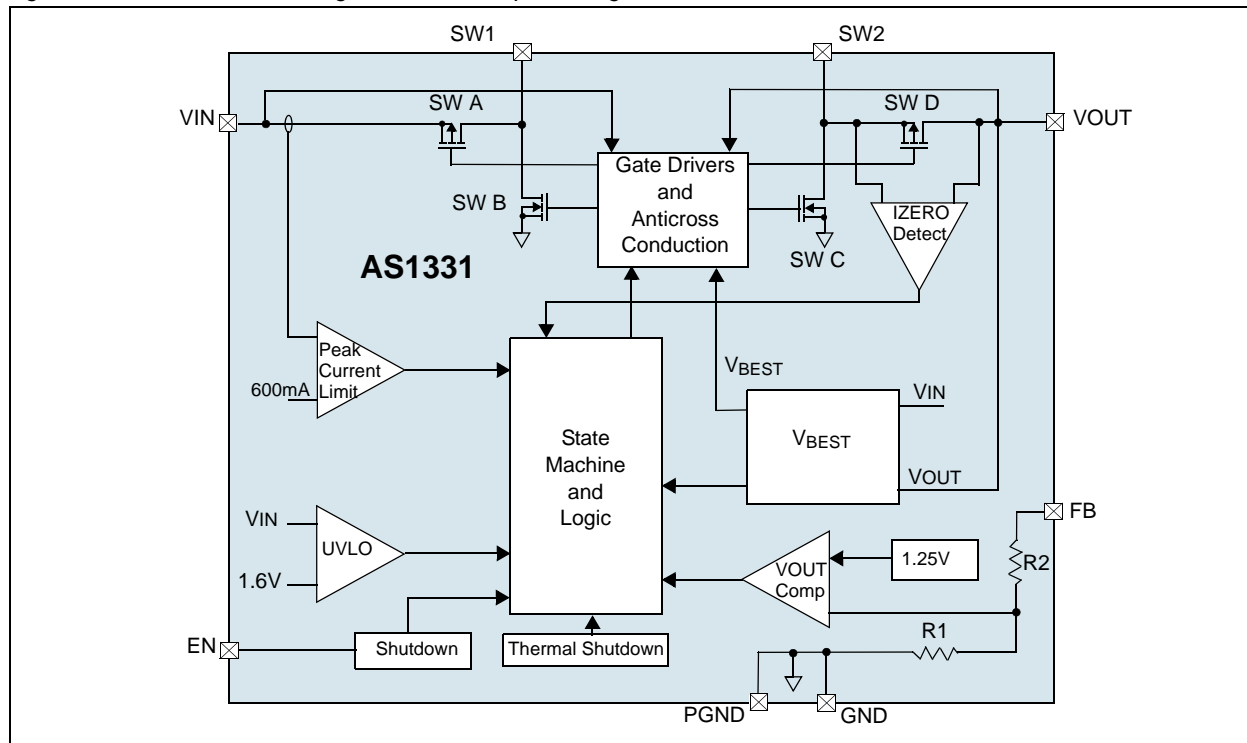 SW1
SW2
VIN
SW A
SW D
VOUT
SW B
Gate Drivers
and
Anticross
Conduction
SW C
IZERO
Detect
AS1331
Peak
Current
Limit
600mA
VBEST
VIN
VBEST
VOUT
State
Machine
and
Logic
VIN
UVLO
1.6V
FB
1.25V
R2
VOUT
Comp
EN
Shutdown
Thermal Shutdown
R1
PGND
GND